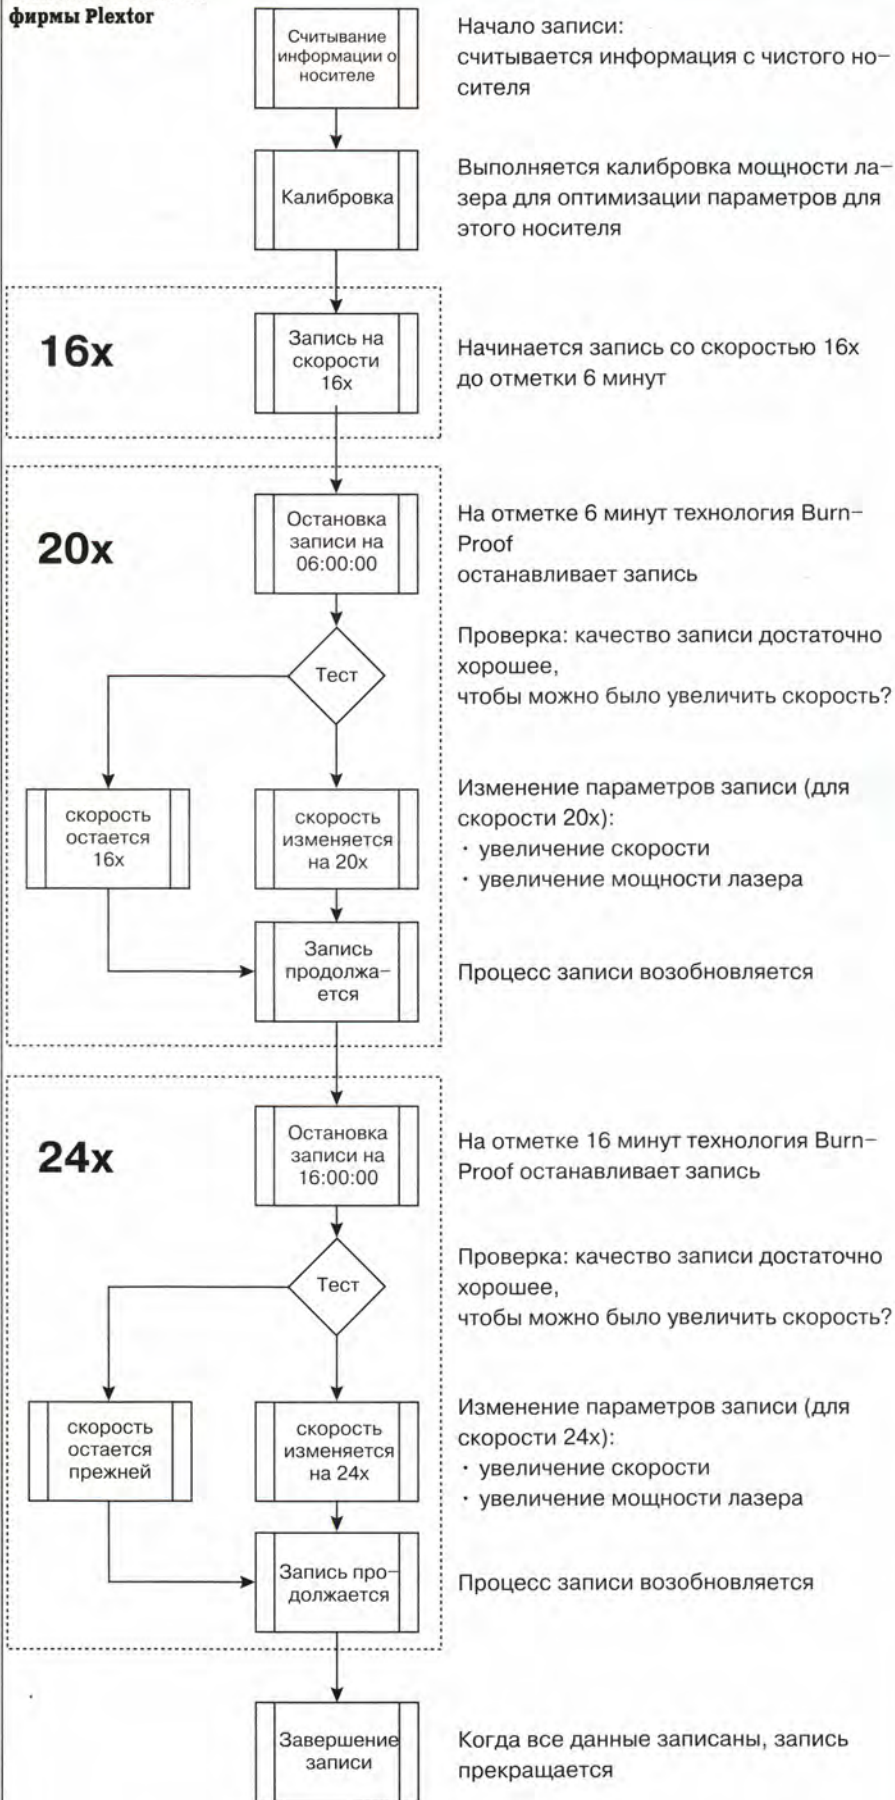 фирмы Plextor
Считывание
информации о
носителе
Начало записи:
считывается информация с чистого но-
сителя
Калибровка
Выполняется калибровка мощности ла-
зера для оптимизации параметров для
этого носителя
16x
Запись на
скорости
16x
Начинается запись со скоростью 16x
до отметки 6 минут
20x
Остановка
записи на
06:00:00
На отметке 6 минут технология Burn-
Proof
останавливает запись
Тест
Проверка: качество записи достаточно
хорошее,
чтобы можно было увеличить скорость?
скорость
остается
16x
скорость
изменяется
на 20x
Изменение параметров записи (для
скорости 20x):
· увеличение скорости
· увеличение мощности лазера
Запись
продолжа-
ется
Процесс записи возобновляется
24x
Остановка
записи на
16:00:00
На отметке 16 минут технология Burn-
Proof останавливает запись
Тест
Проверка: качество записи достаточно
хорошее,
чтобы можно было увеличить скорость?
скорость
остается
прежней
скорость
изменяется
на 24x
Изменение параметров записи (для
скорости 24x):
· увеличение скорости
· увеличение мощности лазера
Запись про-
должается
Процесс записи возобновляется
Завершение
записи
Когда все данные записаны, запись
прекращается